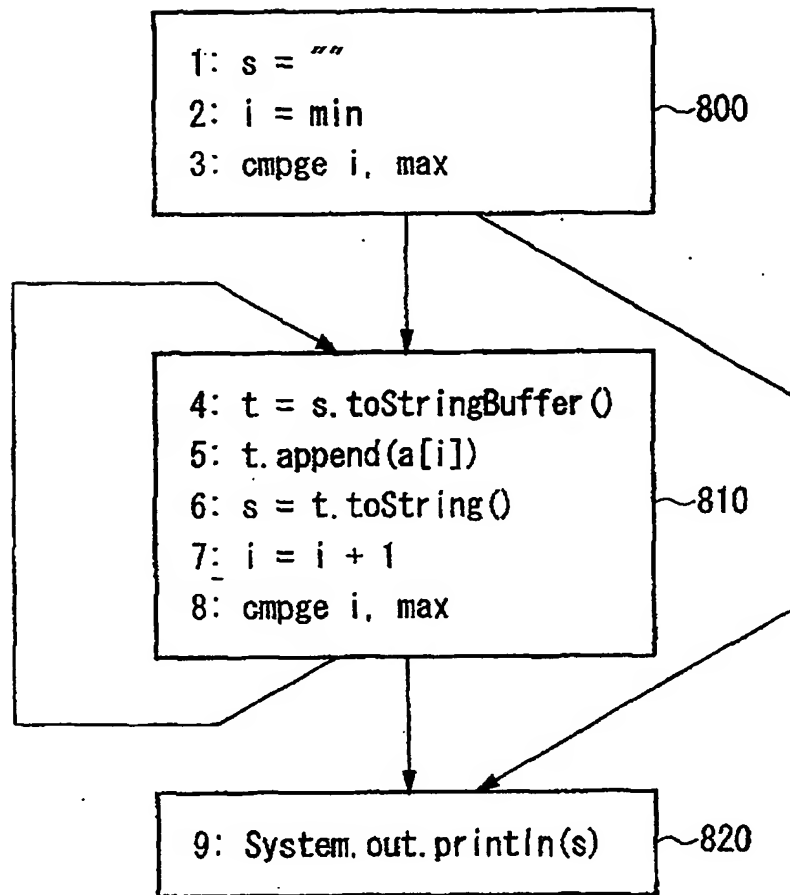 1: s = ""
2: i = min
3: cmpge i, max
800
4: t = s.toStringBuffer()
5: t.append(a[i])
6: s = t.toString()
7: i = i + 1
8: cmpge i, max
810
9: System.out.println(s)
820